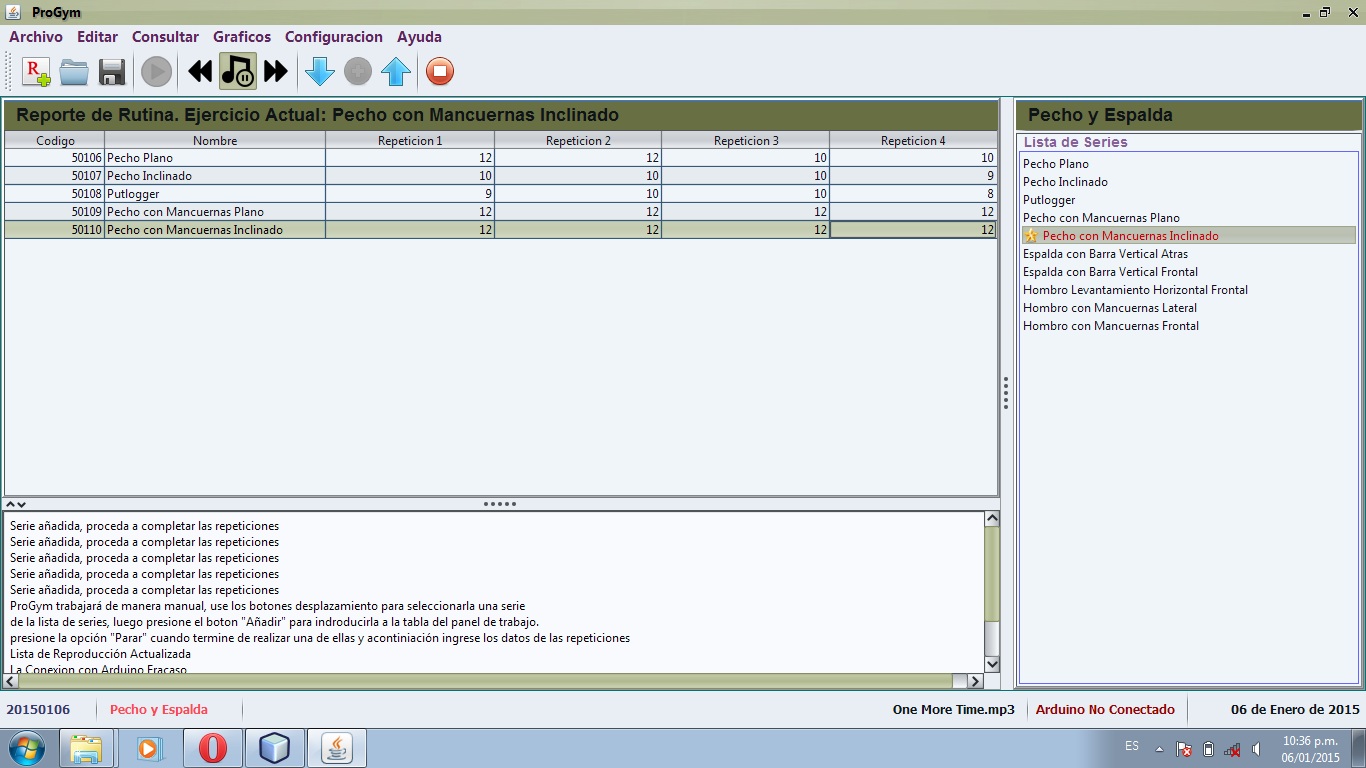 ProGym
Archivo Editar Consultar Graficos Configuracion Ayuda
R
Reporte de Rutina. Ejercicio Actual: Pecho con Mancuernas Inclinado
Codigo Nombre Repeticion 1 Repeticion 2 Repeticion 3 Repeticion 4
50106 Pecho Plano 12 12 10 10
50107 Pecho Inclinado 10 10 10 9
50108 Putlogger 9 10 10 8
50109 Pecho con Mancuernas Plano 12 12 12 12
50110 Pecho con Mancuernas Inclinado 12 12 12 12
Pecho y Espalda
Lista de Series
Pecho Plano
Pecho Inclinado
Putlogger
Pecho con Mancuernas Plano
Pecho con Mancuernas Inclinado
Espalda con Barra Vertical Atras
Espalda con Barra Vertical Frontal
Hombro Levantamiento Horizontal Frontal
Hombro con Mancuernas Lateral
Hombro con Mancuernas Frontal
Serie añadida, proceda a completar las repeticiones
Serie añadida, proceda a completar las repeticiones
Serie añadida, proceda a completar las repeticiones
Serie añadida, proceda a completar las repeticiones
Serie añadida, proceda a completar las repeticiones
ProGym trabajará de manera manual, use los botones desplazamiento para seleccionarla una serie
de la lista de series, luego presione el boton "Añadir" para indroducirla a la tabla del panel de trabajo.
presione la opción "Parar" cuando termine de realizar una de ellas y acontiniación ingrese los datos de las repeticiones
Lista de Reproducción Actualizada
La Conexion con Arduino Fracaso
20150106 Pecho y Espalda One More Time.mp3 Arduino No Conectado 06 de Enero de 2015
ES 10:36 p.m.
06/01/2015